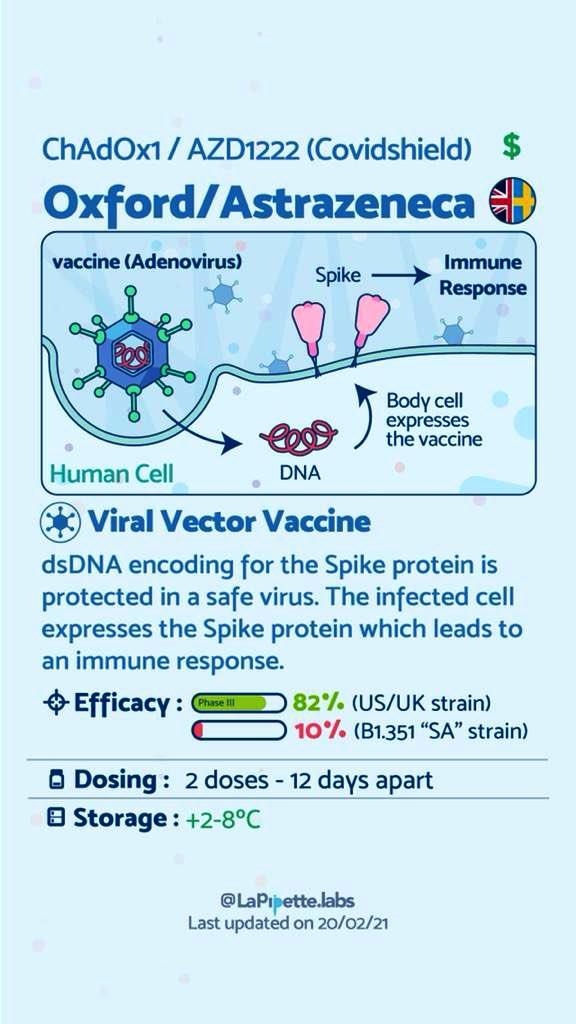 ChAdOx1 / AZD1222 (Covidshield) $
Oxford/Astrazeneca
vaccine (Adenovirus)
Spike
Immune
Response
Body cell
expresses
the vaccine
DNA
Human Cell
Viral Vector Vaccine
dsDNA encoding for the Spike protein is
protected in a safe virus. The infected cell
expresses the Spike protein which leads to
an immune response.
Efficacy : Phase III 82% (US/UK strain)
10% (B1.351 “SA” strain)
Dosing : 2 doses - 12 days apart
Storage : +2-8ºC
@LaPipette.labs
Last updated on 20/02/21